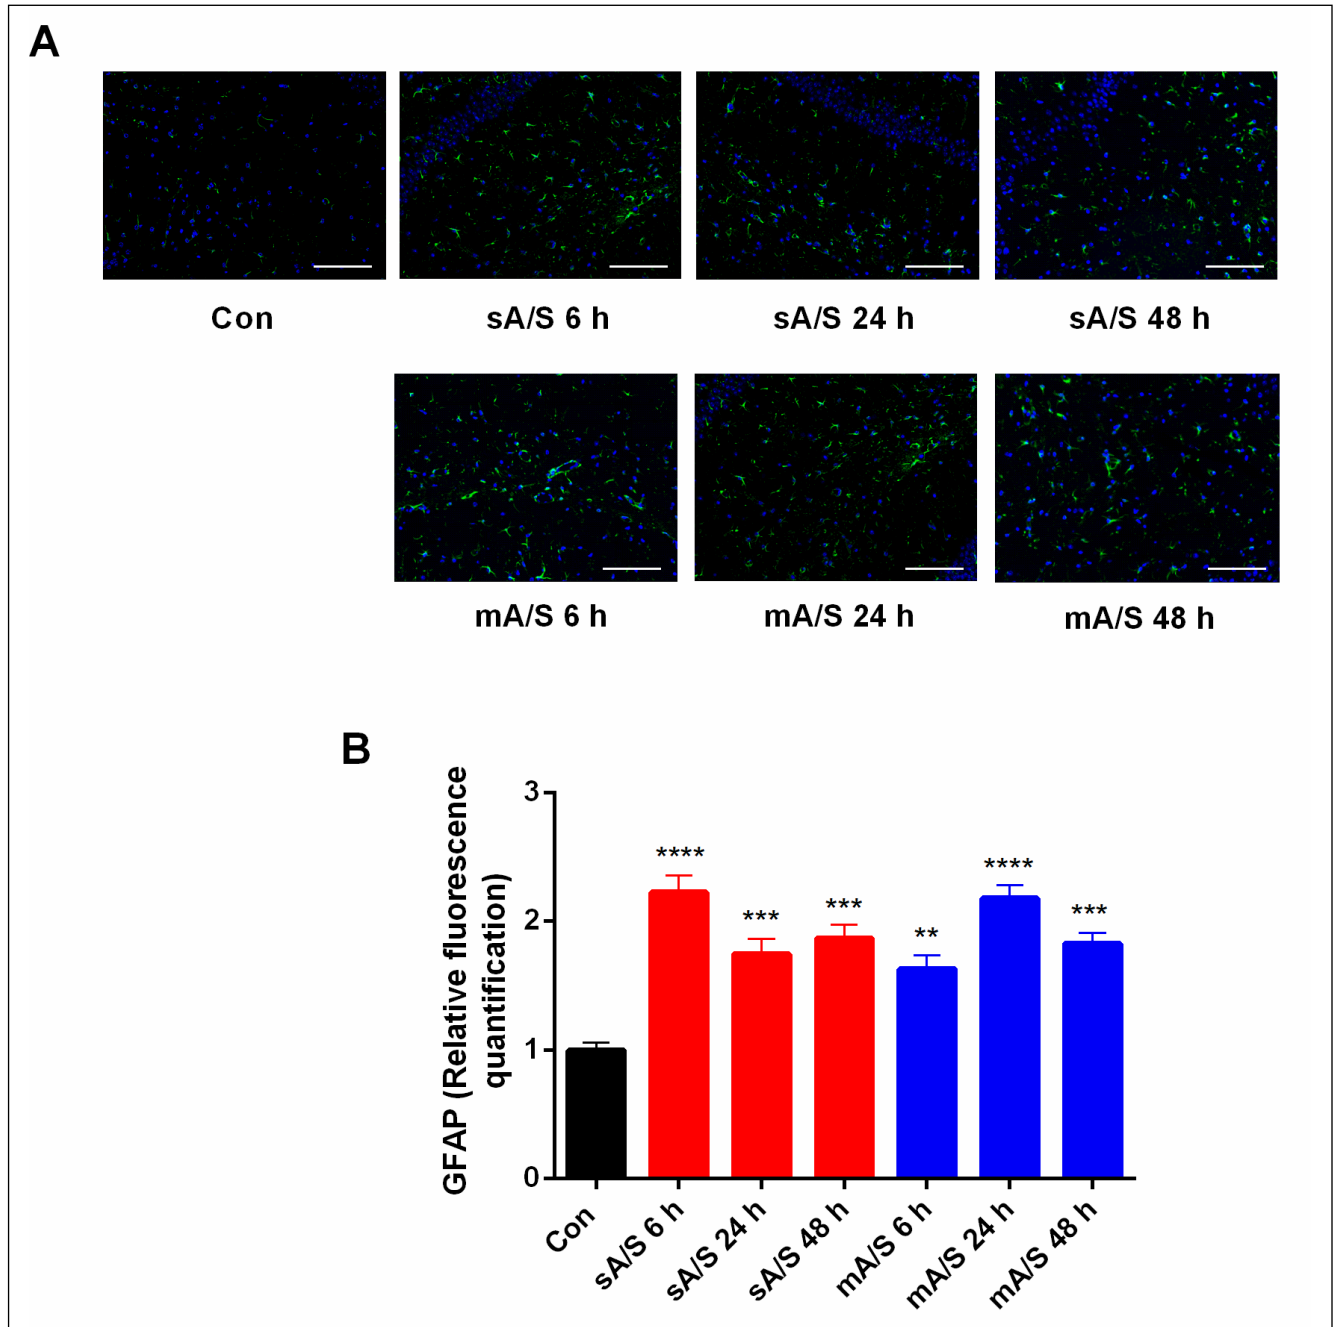 A
Con
sA/S 6 h
sA/S 24 h
sA/S 48 h
mA/S 6 h
mA/S 24 h
mA/S 48 h
B
GFAP (Relative fluorescence
quantification)
3
2
1
0
****
***
***
**
****
***
Con
sA/S 6 h
sA/S 24 h
sA/S 48 h
mA/S 6 h
mA/S 24 h
mA/S 48 h